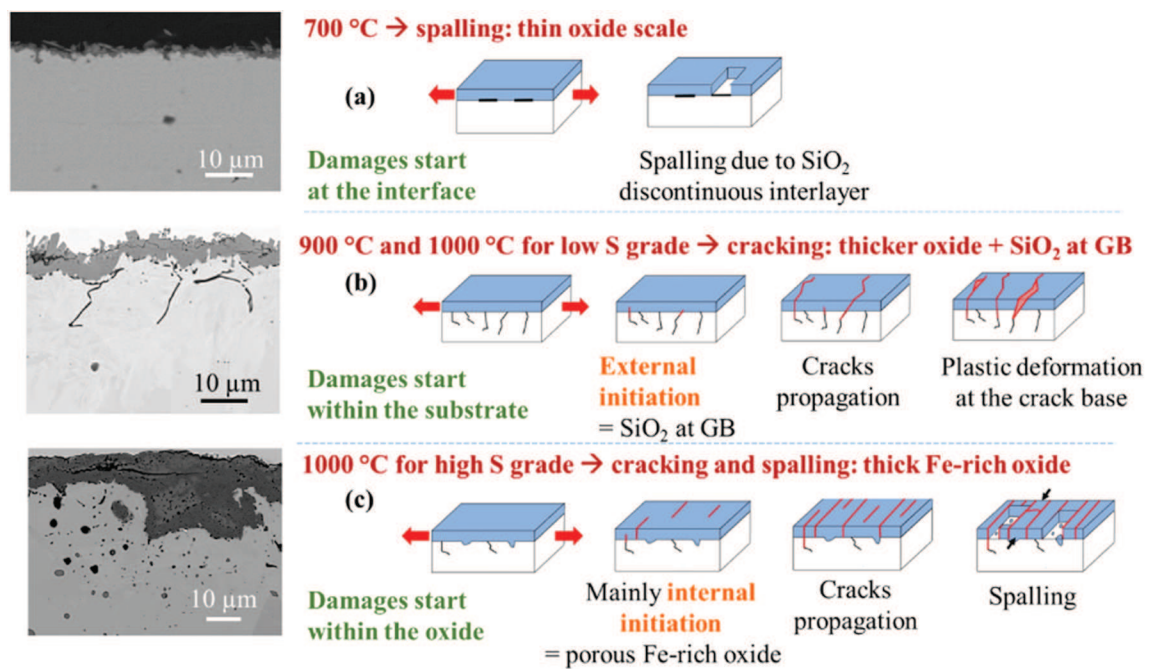 700 °C → spalling: thin oxide scale
(a)
10 µm
Damages start
at the interface
Spalling due to SiO₂
discontinuous interlayer
900 °C and 1000 °C for low S grade → cracking: thicker oxide + SiO₂ at GB
(b)
10 µm
Damages start
within the substrate
External
initiation
= SiO₂ at GB
Cracks
propagation
Plastic deformation
at the crack base
1000 °C for high S grade → cracking and spalling: thick Fe-rich oxide
(c)
10 µm
Damages start
within the oxide
Mainly internal
initiation
= porous Fe-rich oxide
Cracks
propagation
Spalling